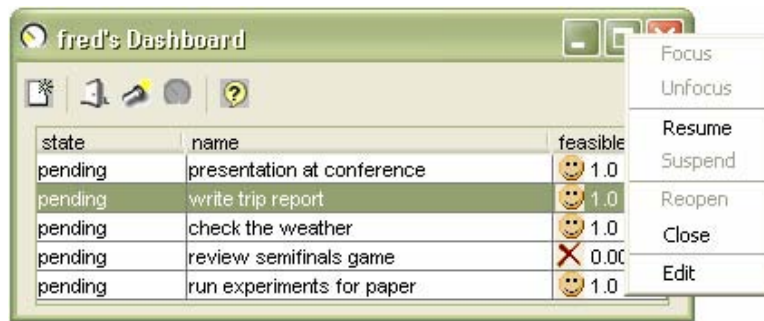 fred's Dashboard
Focus
Unfocus
Resume
Suspend
Reopen
Close
Edit
state name feasible
pending presentation at conference 1.0
pending write trip report 1.0
pending check the weather 1.0
pending review semifinals game 0.00
pending run experiments for paper 1.0